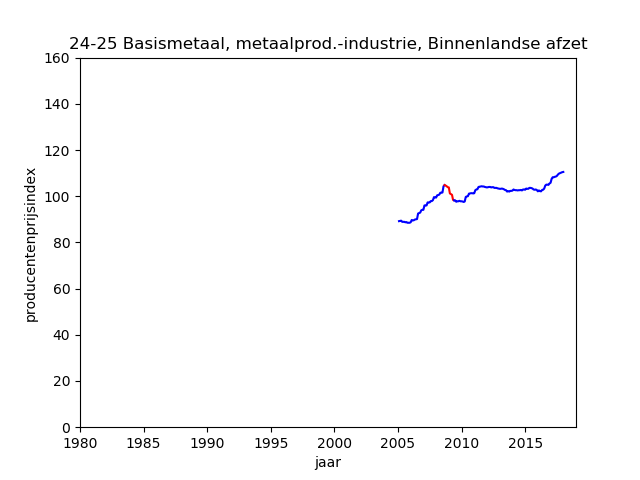 24-25 Basismetaal, metaalprod.-industrie, Binnenlandse afzet
160
140
120
100
80
60
40
20
0
producentenprijsindex
1980 1985 1990 1995 2000 2005 2010 2015
jaar